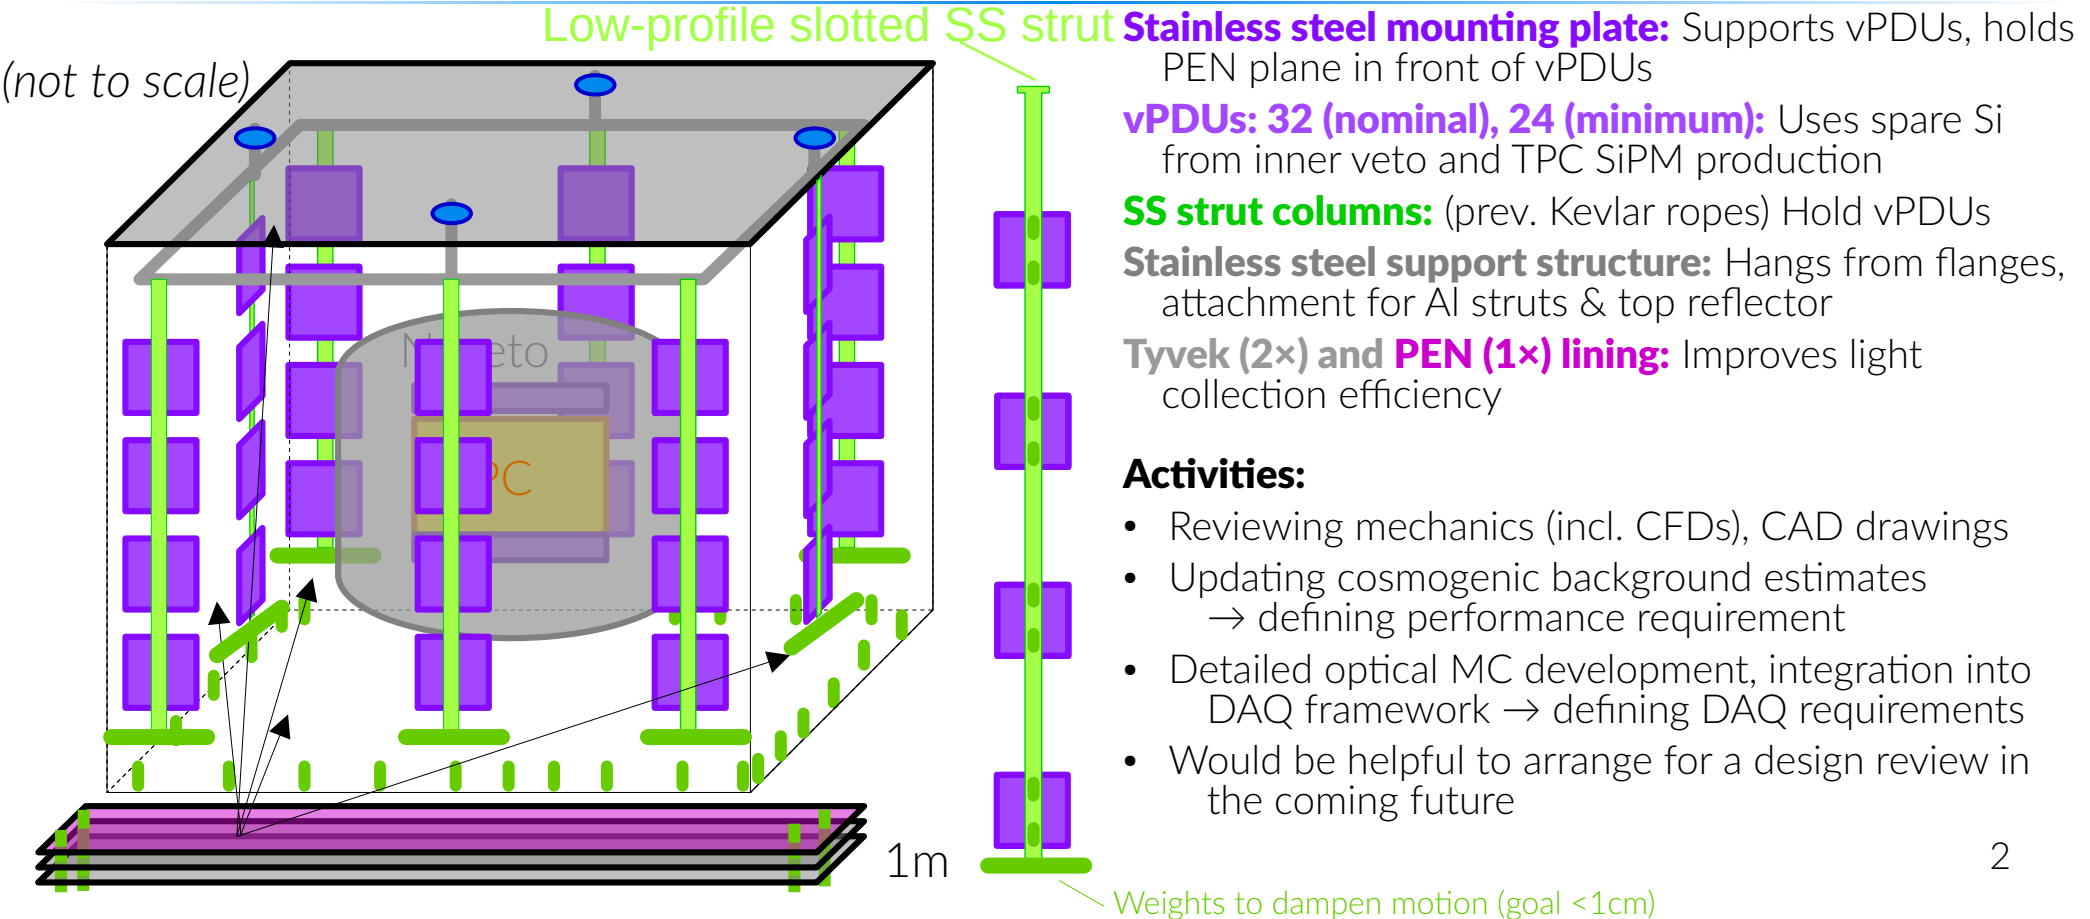 Low-profile slotted SS strut
(not to scale)
Stainless steel mounting plate: Supports vPDUs, holds
PEN plane in front of vPDUs
vPDUs: 32 (nominal), 24 (minimum): Uses spare Si
from inner veto and TPC SiPM production
SS strut columns: (prev. Kevlar ropes) Hold vPDUs
Stainless steel support structure: Hangs from flanges,
attachment for Al struts & top reflector
Tyvek (2×) and PEN (1×) lining: Improves light
collection efficiency
Activities:
• Reviewing mechanics (incl. CFDs), CAD drawings
• Updating cosmogenic background estimates
→ defining performance requirement
• Detailed optical MC development, integration into
DAQ framework → defining DAQ requirements
• Would be helpful to arrange for a design review in
the coming future
1m
Weights to dampen motion (goal <1cm)
2